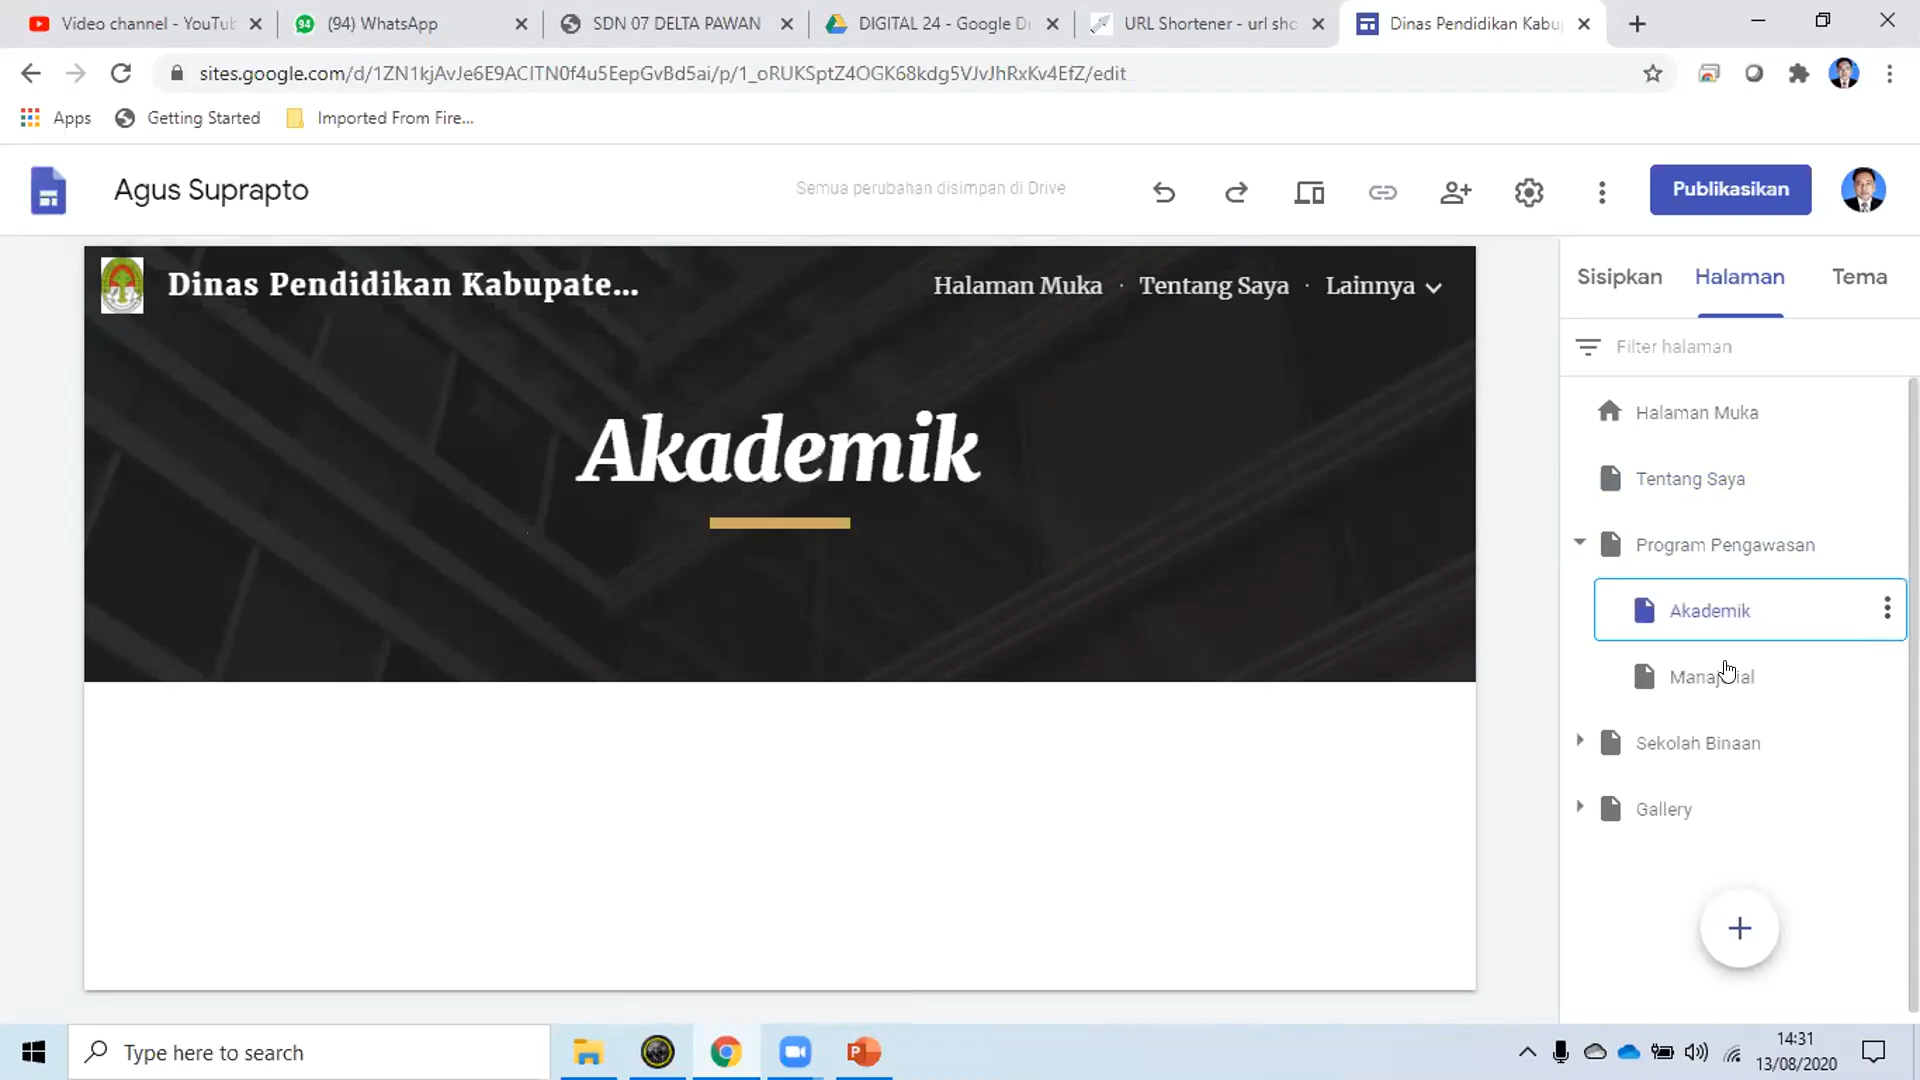 Video channel - YouTu
(94) WhatsApp
SDN 07 DELTA PAWAN
DIGITAL 24 - Google D
URL Shortener - url sho
Dinas Pendidikan Kabu
sites.google.com/d/1ZN1kjAvJe6E9ACITN0f4u5EepGvBd5ai/p/1_oRUKSptZ4OGK68kdg5VJvJhRxKv4EfZ/edit
Apps
Getting Started
Imported From Fire...
Agus Suprapto
Semua perubahan disimpan di Drive
Publikasikan
Dinas Pendidikan Kabupate...
Halaman Muka · Tentang Saya · Lainnya
Akademik
Sisipkan
Halaman
Tema
Filter halaman
Halaman Muka
Tentang Saya
Program Pengawasan
Akademik
Sekolah Binaan
Gallery
Type here to search
14:31
13/08/2020